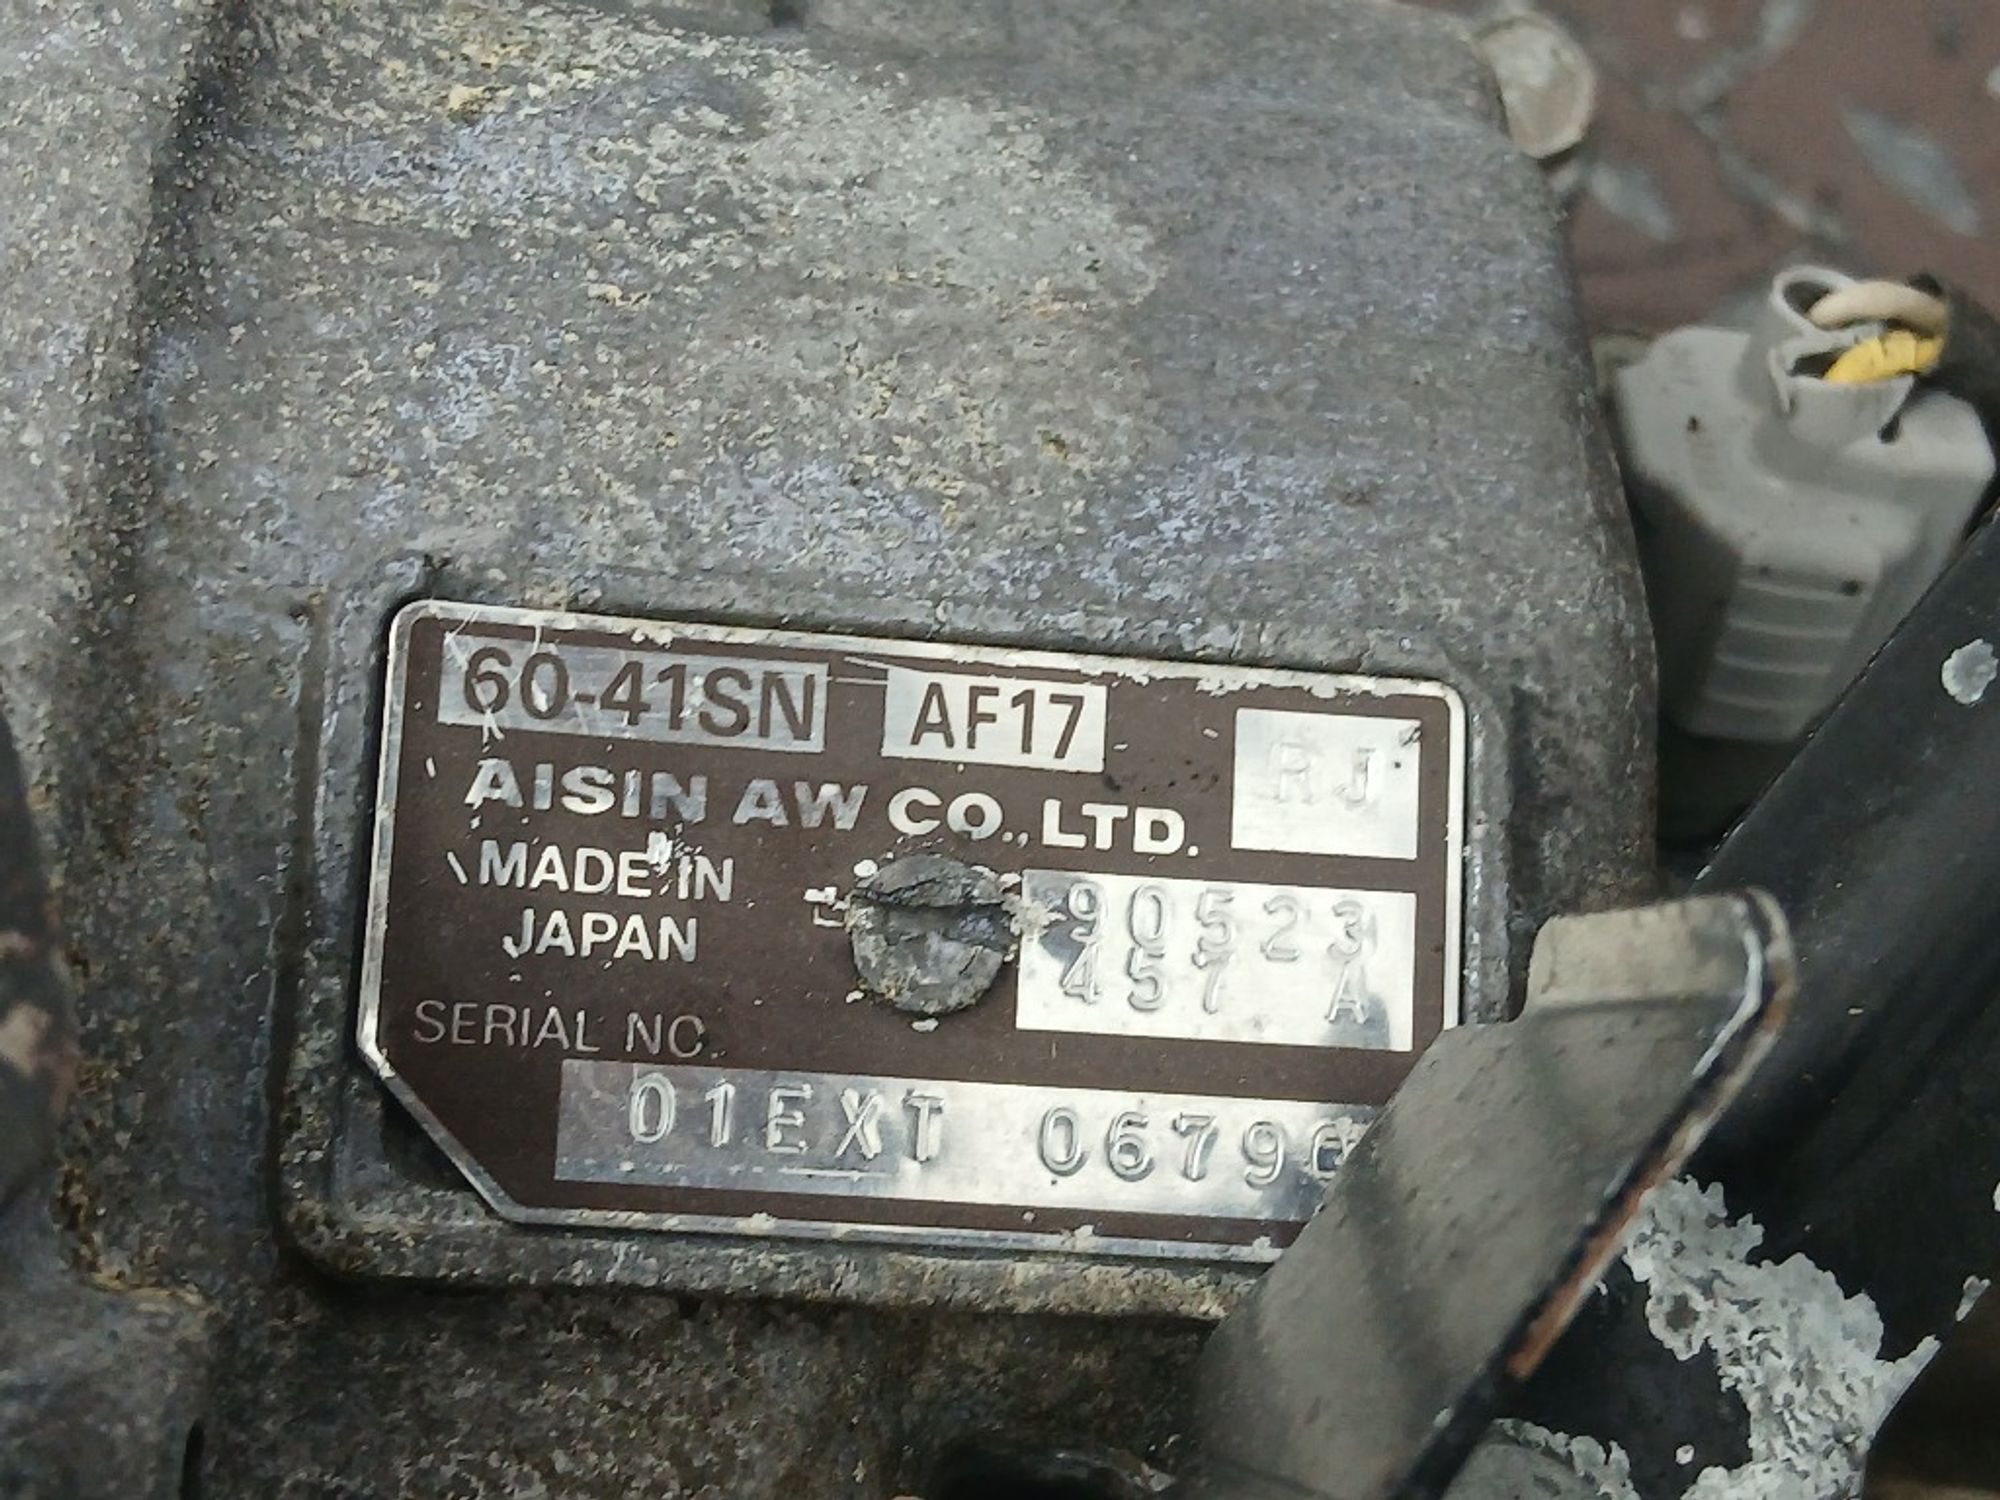 60-41SN AF17 RJ
AISIN AW CO., LTD.
MADE IN
JAPAN
90523
457 A
SERIAL NO.
01EXT 0679